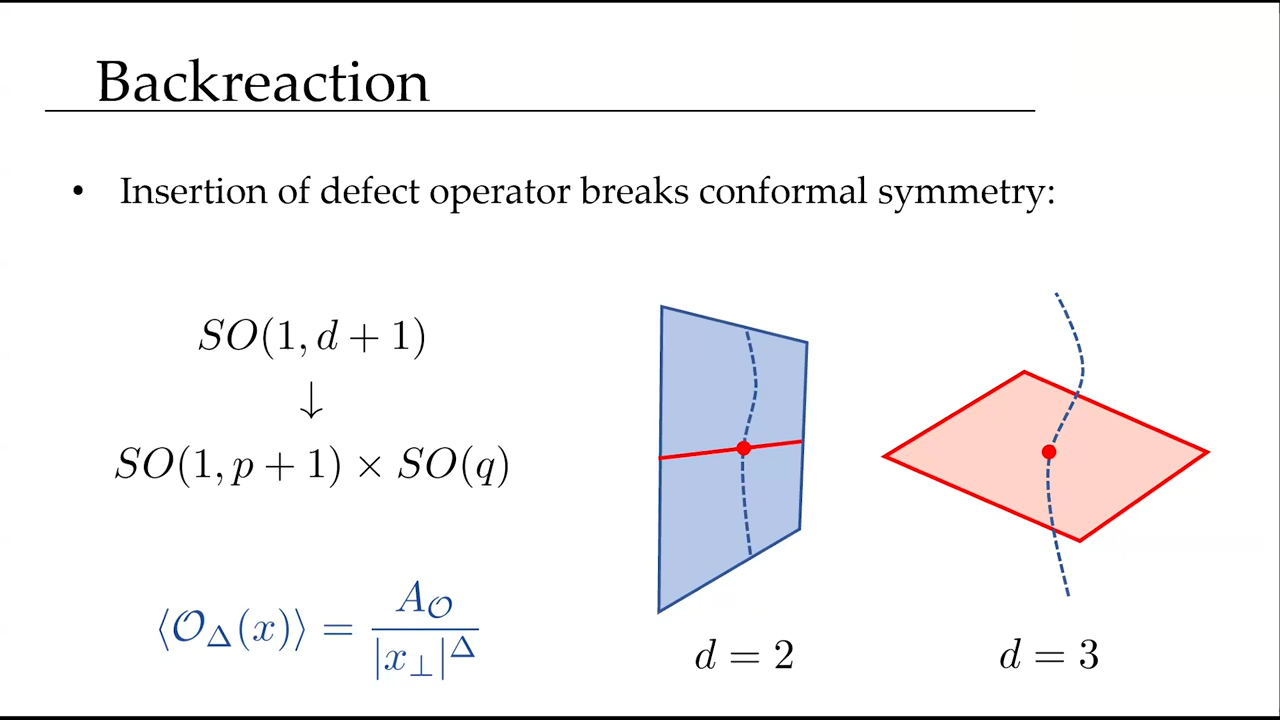 Backreaction
• Insertion of defect operator breaks conformal symmetry:
SO(1, d + 1)
↓
SO(1, p + 1) × SO(q)
⟨𝒪_Δ(x)⟩ = A_𝒪 / |x_⊥|^Δ
d = 2
d = 3